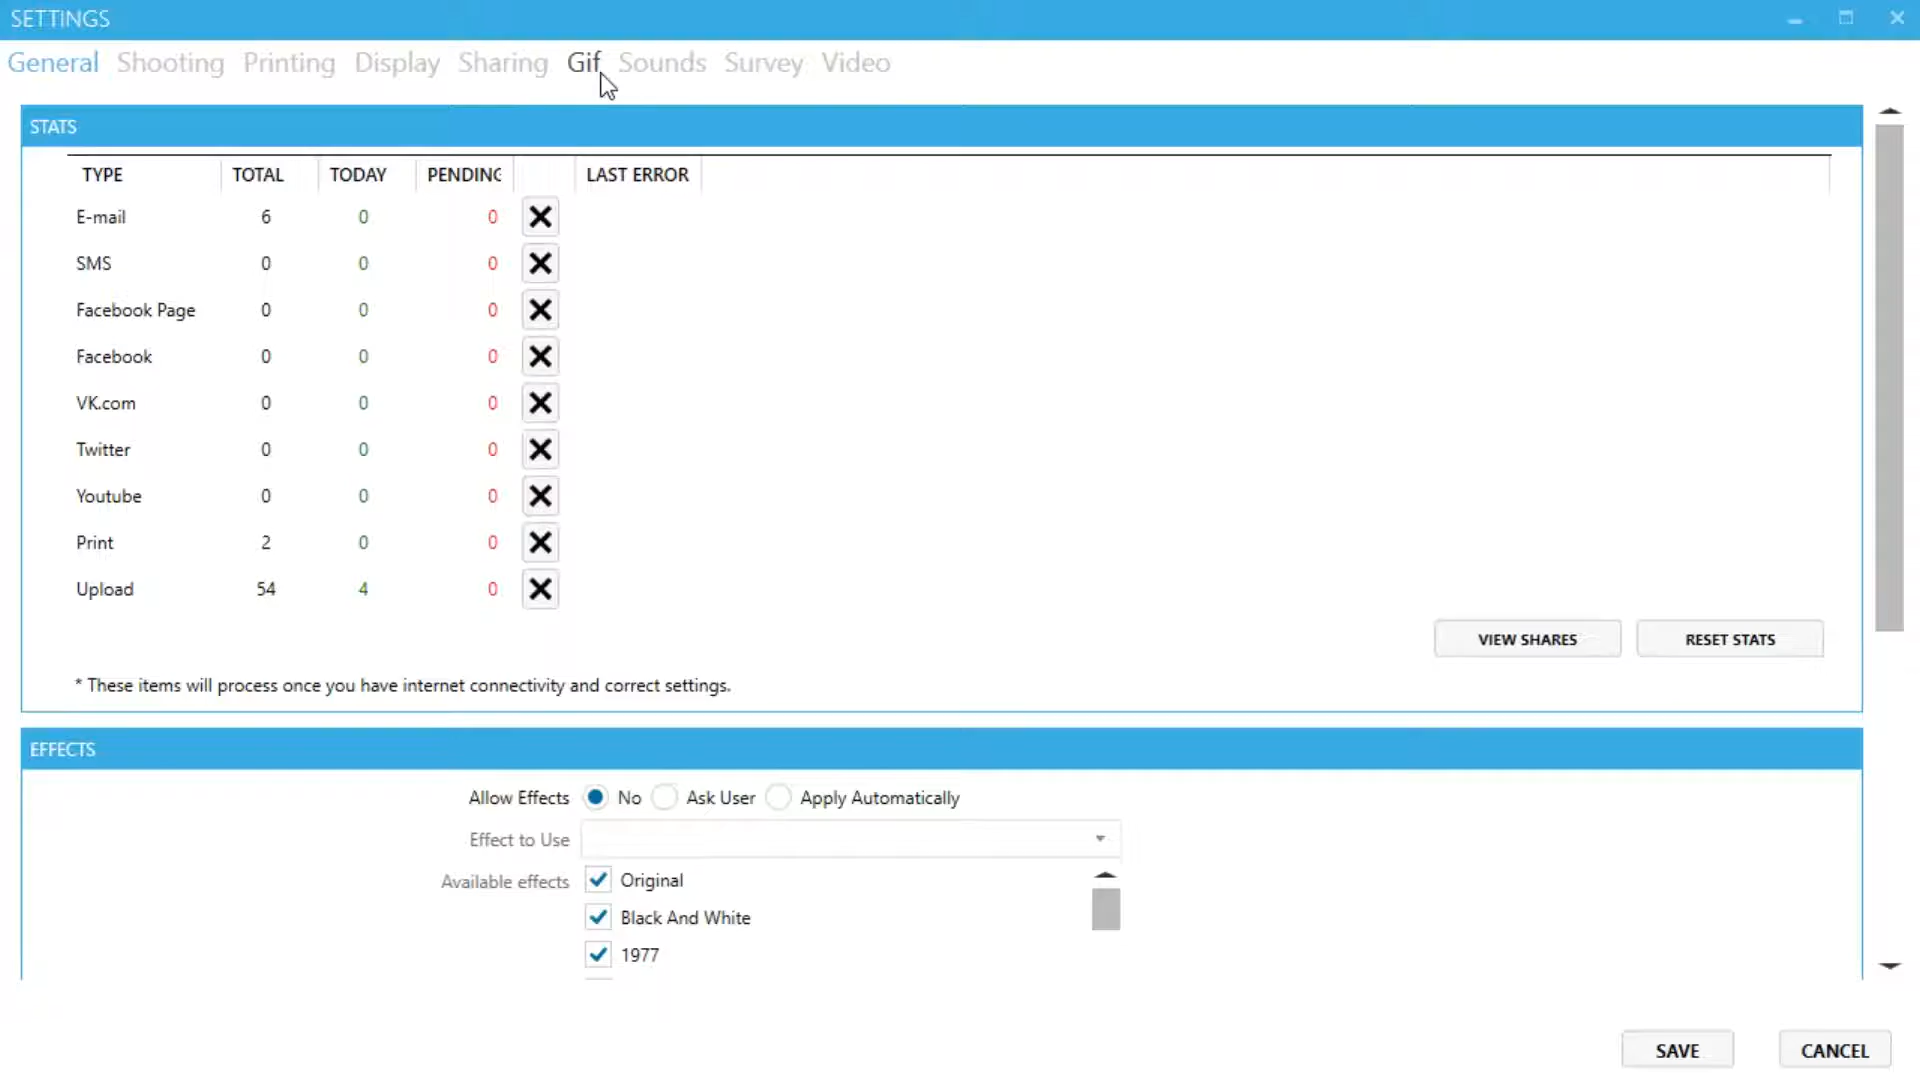 SETTINGS
General Shooting Printing Display Sharing Gif Sounds Survey Video
STATS
TYPE TOTAL TODAY PENDING LAST ERROR
E-mail 6 0 0
SMS 0 0 0
Facebook Page 0 0 0
Facebook 0 0 0
VK.com 0 0 0
Twitter 0 0 0
Youtube 0 0 0
Print 2 0 0
Upload 54 4 0
VIEW SHARES RESET STATS
* These items will process once you have internet connectivity and correct settings.
EFFECTS
Allow Effects No Ask User Apply Automatically
Effect to Use
Available effects Original
Black And White
1977
SAVE CANCEL